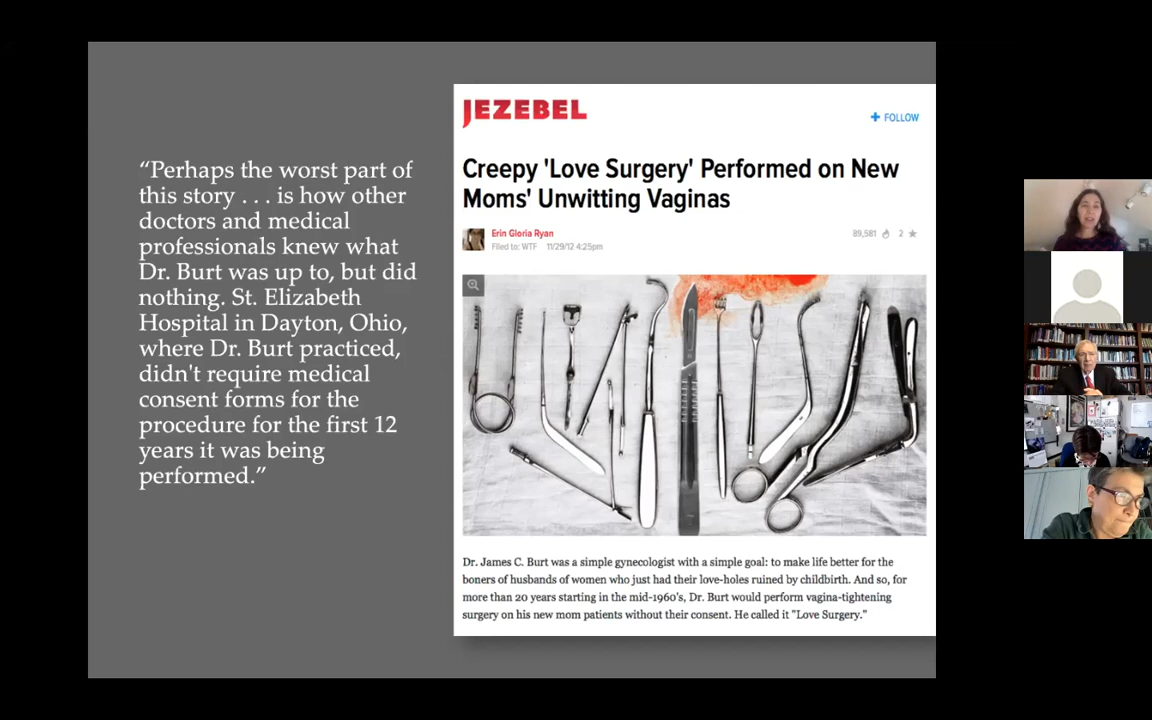 “Perhaps the worst part of
this story . . . is how other
doctors and medical
professionals knew what
Dr. Burt was up to, but did
nothing. St. Elizabeth
Hospital in Dayton, Ohio,
where Dr. Burt practiced,
didn't require medical
consent forms for the
procedure for the first 12
years it was being
performed.”
JEZEBEL
+ FOLLOW
Creepy 'Love Surgery' Performed on New
Moms' Unwitting Vaginas
Erin Gloria Ryan
Filed to: WTF 11/29/12 4:25pm
89,581 2
Dr. James C. Burt was a simple gynecologist with a simple goal: to make life better for the
boners of husbands of women who just had their love-holes ruined by childbirth. And so, for
more than 20 years starting in the mid-1960's, Dr. Burt would perform vagina-tightening
surgery on his new mom patients without their consent. He called it "Love Surgery."